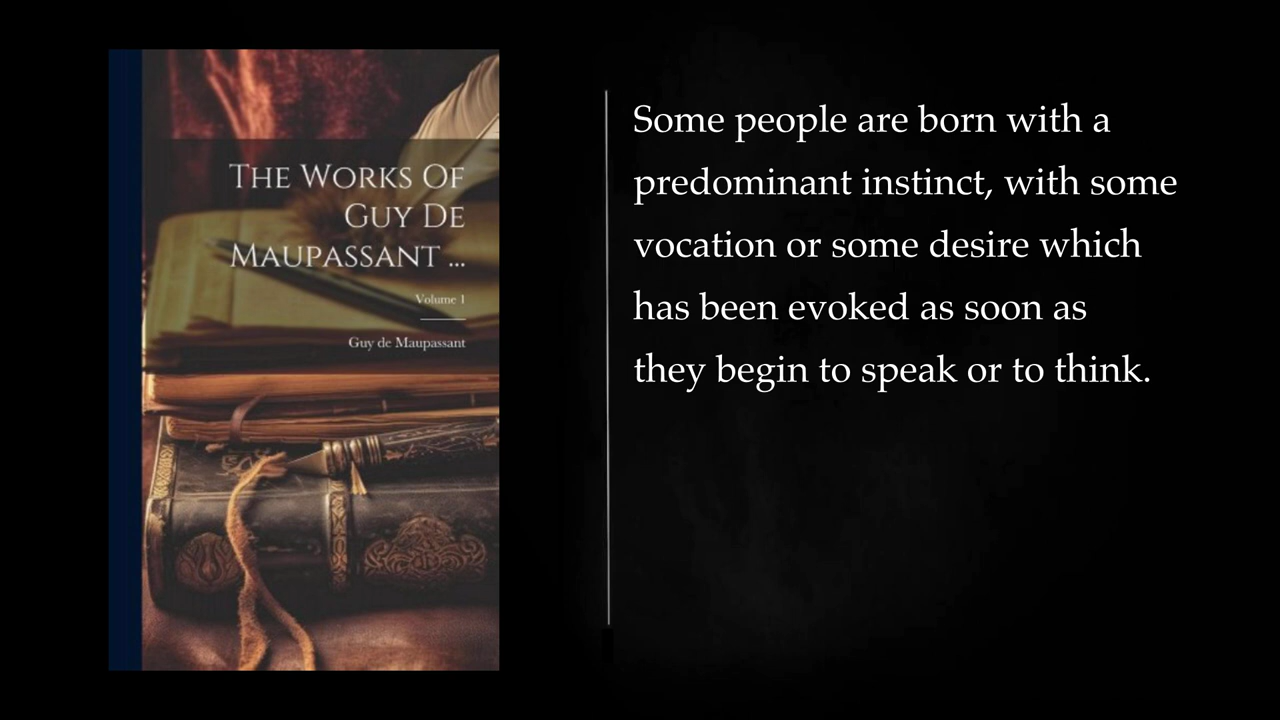 THE WORKS OF
GUY DE
MAUPASSANT ...
Volume 1
Guy de Maupassant
Some people are born with a
predominant instinct, with some
vocation or some desire which
has been evoked as soon as
they begin to speak or to think.